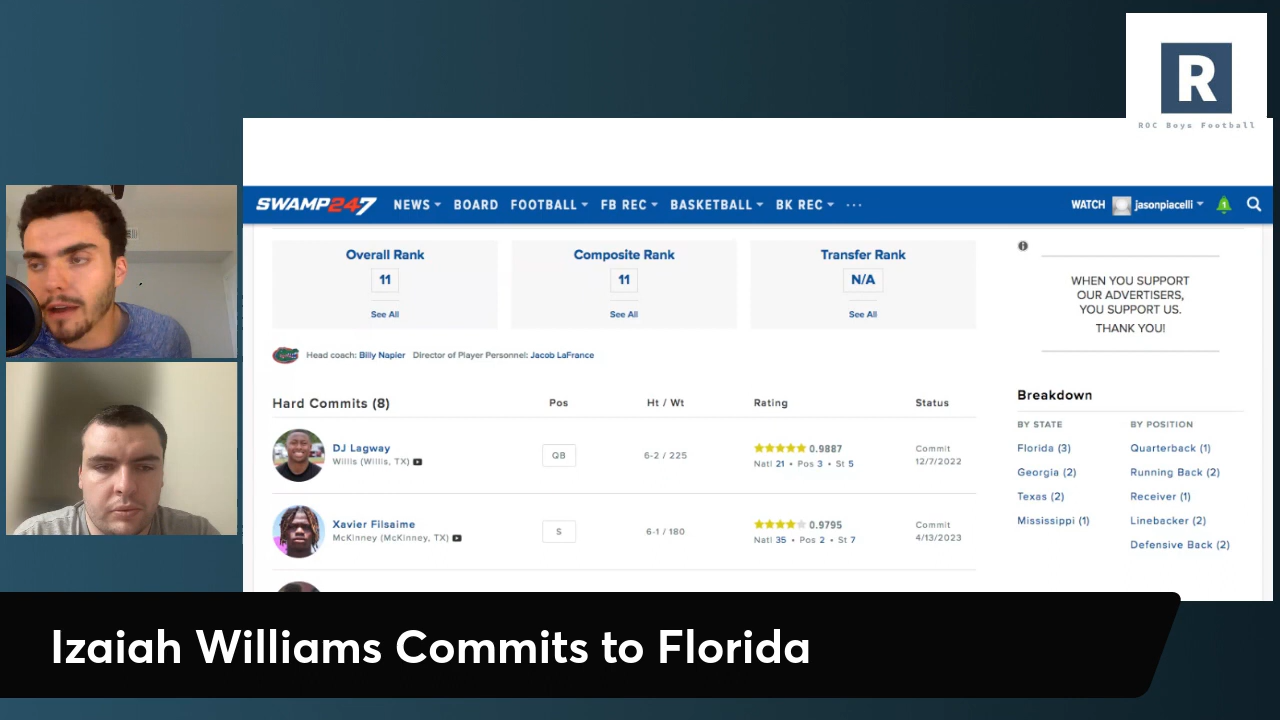 R
ROC Boys Football
SWAMP247 NEWS BOARD FOOTBALL FB REC BASKETBALL BK REC ... WATCH jasonpiacelli 1
Overall Rank Composite Rank Transfer Rank
11 11 N/A
See All See All See All
WHEN YOU SUPPORT
OUR ADVERTISERS,
YOU SUPPORT US.
THANK YOU!
Head coach: Billy Napier Director of Player Personnel: Jacob LaFrance
Hard Commits (8) Pos Ht / Wt Rating Status
DJ Lagway
Willis (Willis, TX)
QB 6-2 / 225
0.9887
Natl 21 • Pos 3 • St 5
Commit
12/7/2022
Xavier Filsaime
McKinney (McKinney, TX)
S 6-1 / 180
0.9795
Natl 35 • Pos 2 • St 7
Commit
4/13/2023
Breakdown
BY STATE BY POSITION
Florida (3) Quarterback (1)
Georgia (2) Running Back (2)
Texas (2) Receiver (1)
Mississippi (1) Linebacker (2)
Defensive Back (2)
Izaiah Williams Commits to Florida